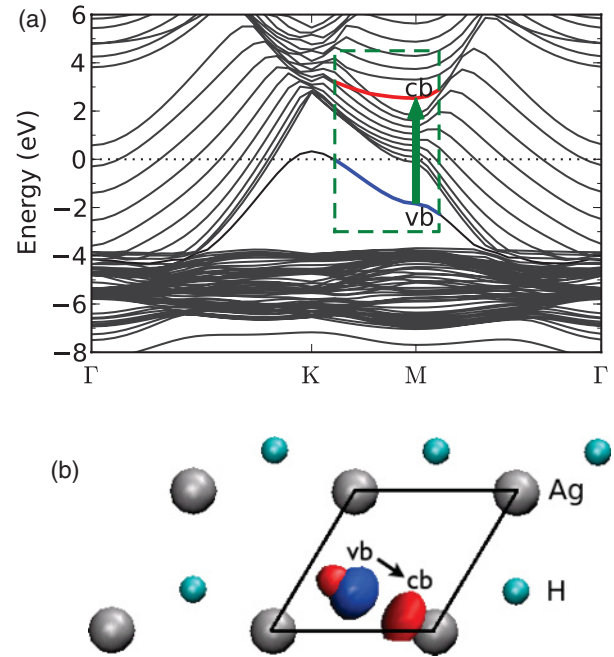 (a)
6
4
2
0
−2
−4
−6
−8
Energy (eV)
cb
vb
Γ K M Γ
(b)
Ag
vb
cb
H